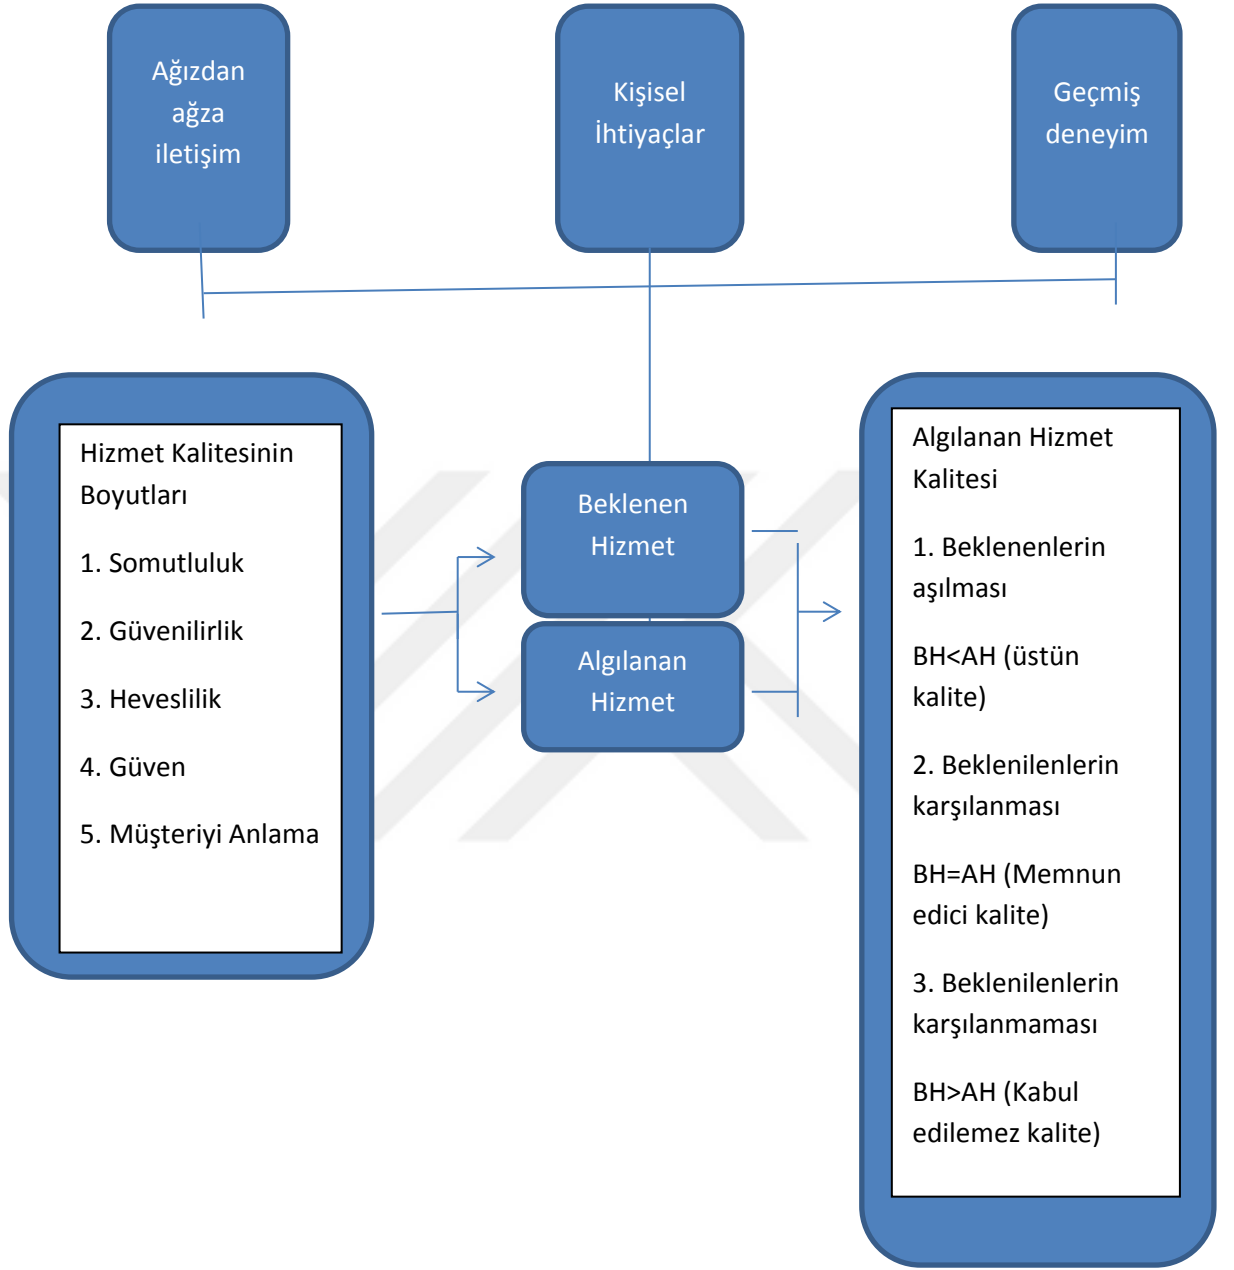 Ağızdan
ağza
iletişim
Kişisel
İhtiyaçlar
Geçmiş
deneyim
Hizmet Kalitesinin
Boyutları
1. Somutluluk
2. Güvenilirlik
3. Heveslilik
4. Güven
5. Müşteriyi Anlama
Beklenen
Hizmet
Algılanan
Hizmet
Algılanan Hizmet
Kalitesi
1. Beklenenlerin
aşılması
BH<AH (üstün
kalite)
2. Beklenilenlerin
karşılanması
BH=AH (Memnun
edici kalite)
3. Beklenilenlerin
karşılanmaması
BH>AH (Kabul
edilemez kalite)